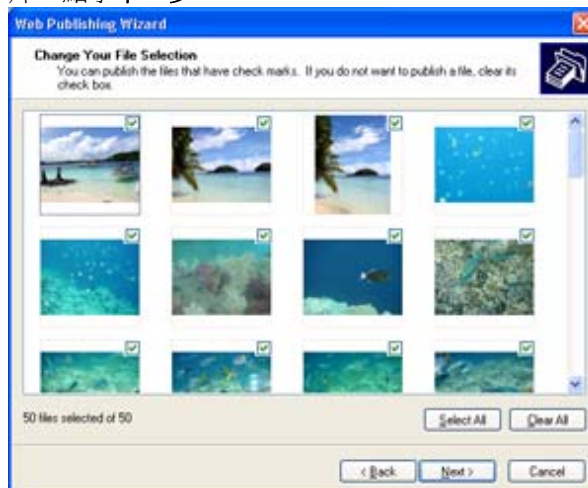 Web Publishing Wizard
Change Your File Selection
You can publish the files that have check marks. If you do not want to publish a file, clear its
check box.
50 files selected of 50
Select All
Clear All
< Back
Next >
Cancel